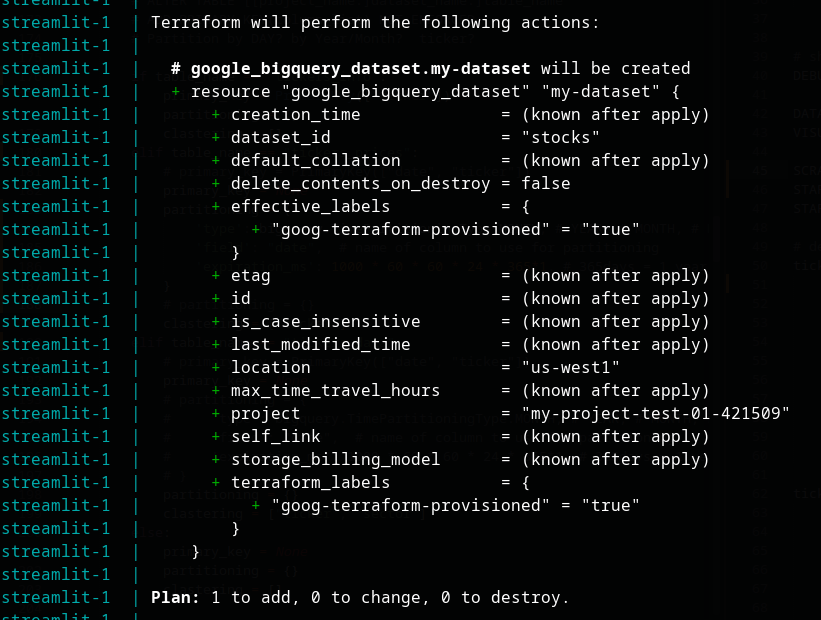 streamlit-1 |
streamlit-1 | Terraform will perform the following actions:
streamlit-1 |
streamlit-1 |   # google_bigquery_dataset.my-dataset will be created
streamlit-1 |   + resource "google_bigquery_dataset" "my-dataset" {
streamlit-1 |       + creation_time              = (known after apply)
streamlit-1 |       + dataset_id                 = "stocks"
streamlit-1 |       + default_collation          = (known after apply)
streamlit-1 |       + delete_contents_on_destroy = false
streamlit-1 |       + effective_labels           = {
streamlit-1 |           + "goog-terraform-provisioned" = "true"
streamlit-1 |         }
streamlit-1 |       + etag                       = (known after apply)
streamlit-1 |       + id                         = (known after apply)
streamlit-1 |       + is_case_insensitive        = (known after apply)
streamlit-1 |       + last_modified_time         = (known after apply)
streamlit-1 |       + location                   = "us-west1"
streamlit-1 |       + max_time_travel_hours      = (known after apply)
streamlit-1 |       + project                    = "my-project-test-01-421509"
streamlit-1 |       + self_link                  = (known after apply)
streamlit-1 |       + storage_billing_model      = (known after apply)
streamlit-1 |       + terraform_labels           = {
streamlit-1 |           + "goog-terraform-provisioned" = "true"
streamlit-1 |         }
streamlit-1 |     }
streamlit-1 |
streamlit-1 | Plan: 1 to add, 0 to change, 0 to destroy.
streamlit-1 |